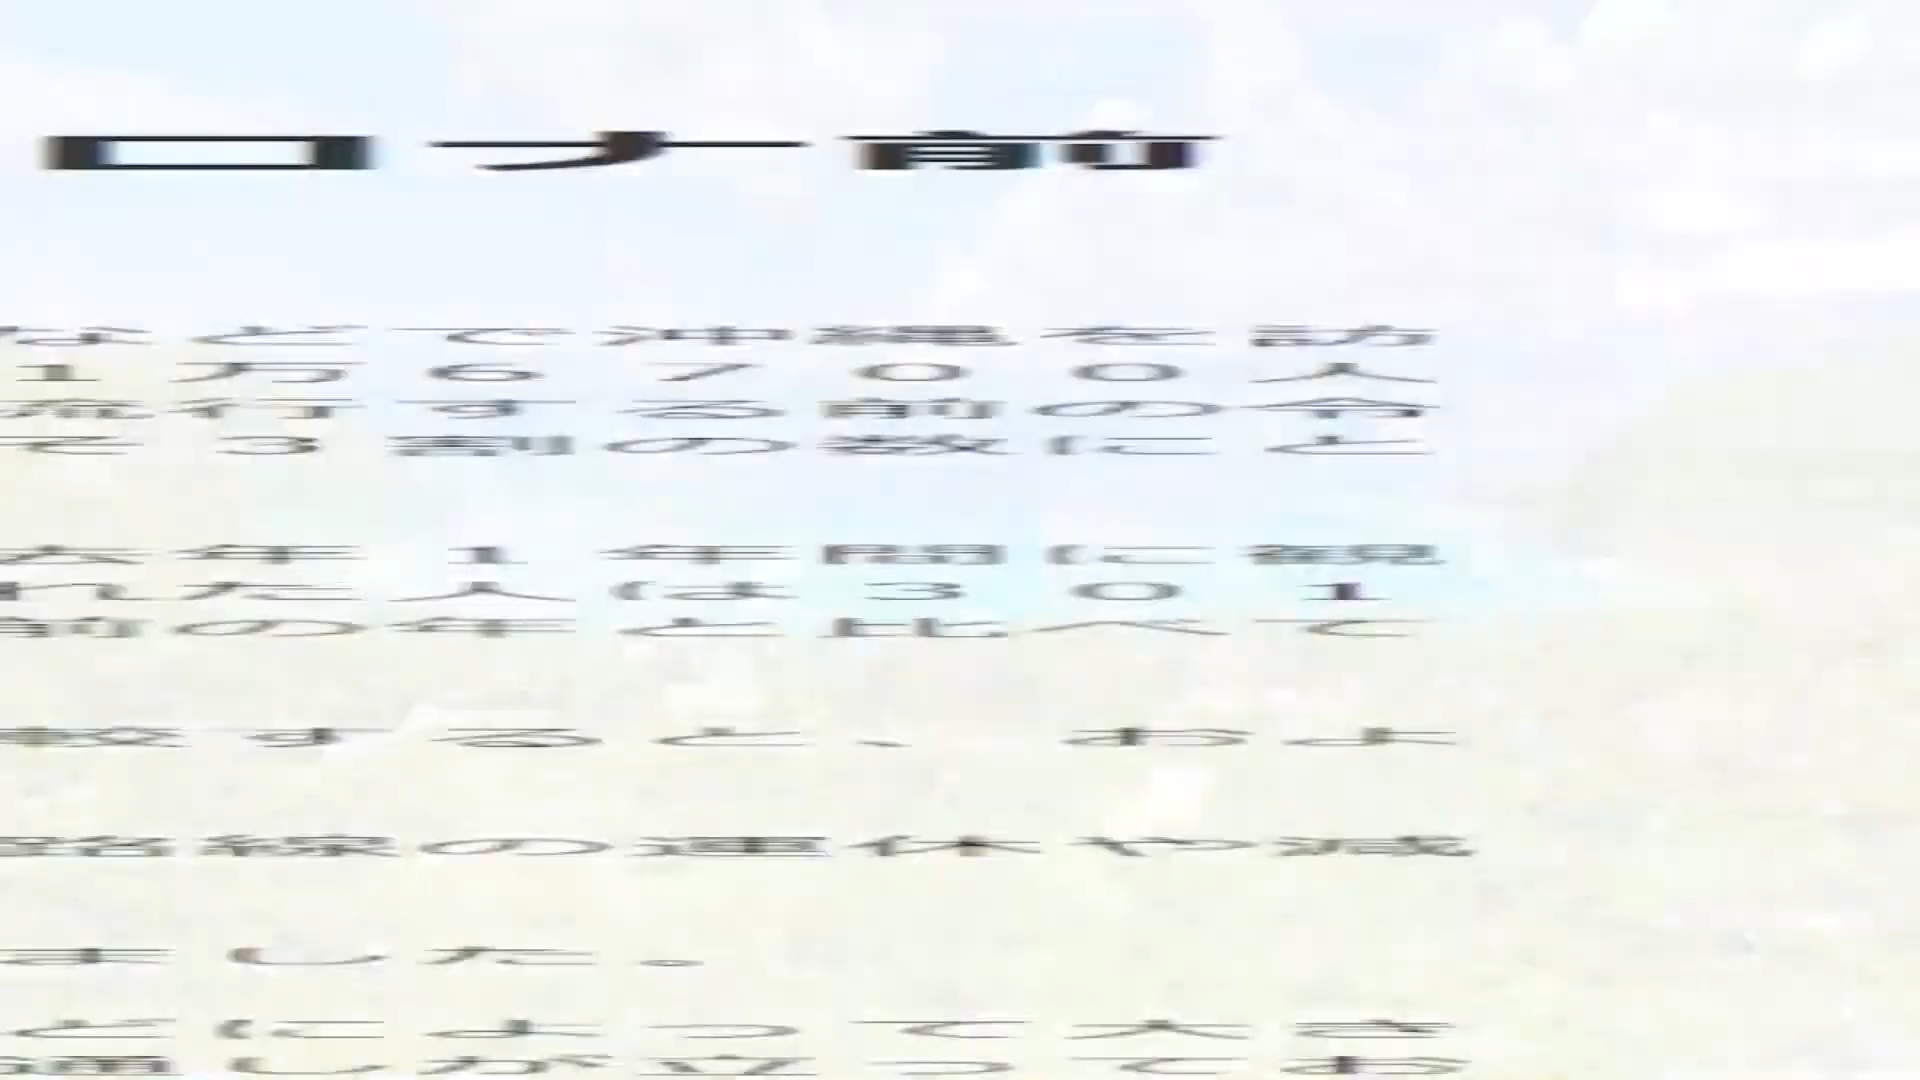 ロナ前
などで沖縄を訪
1万6700人
流行する前の令
そ3割の数にと
去年1年間に観
れた人は301
前の年と比べて
較すると、およ
路線の運休や減
ました。
どによって大き
通しが立ってお